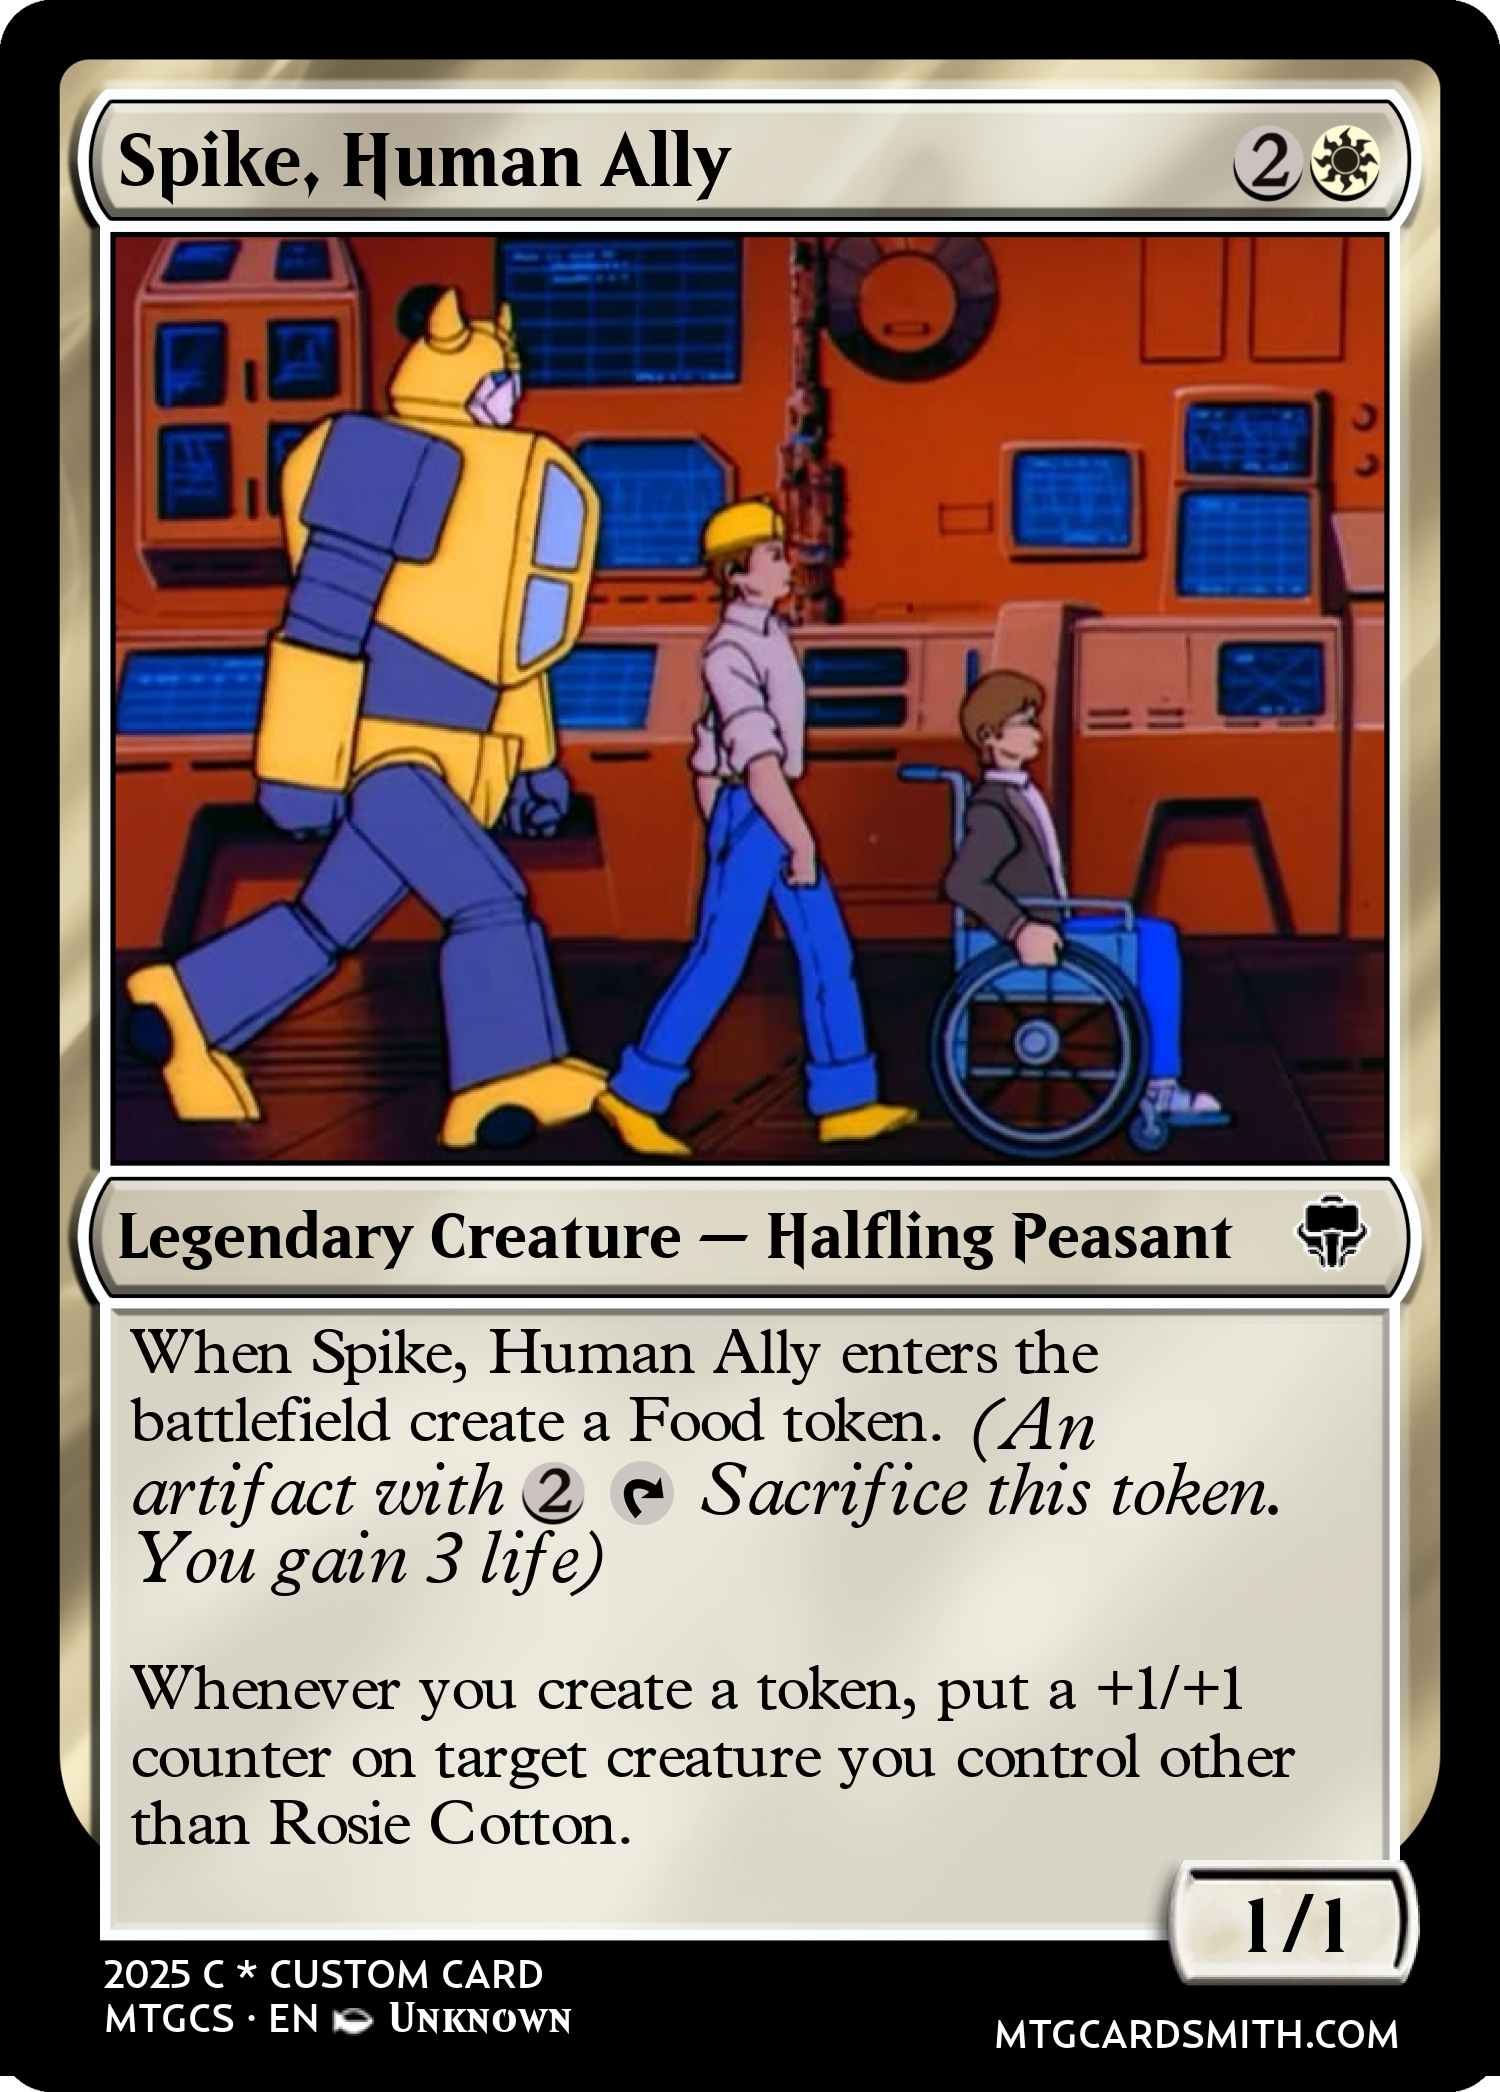 Spike, Human Ally 2
Legendary Creature — Halfling Peasant
When Spike, Human Ally enters the
battlefield create a Food token. (An
artifact with 2 Sacrifice this token.
You gain 3 life)
Whenever you create a token, put a +1/+1
counter on target creature you control other
than Rosie Cotton.
1/1
2025 C * CUSTOM CARD
MTGCS · EN UNKNOWN
MTGCARDSMITH.COM